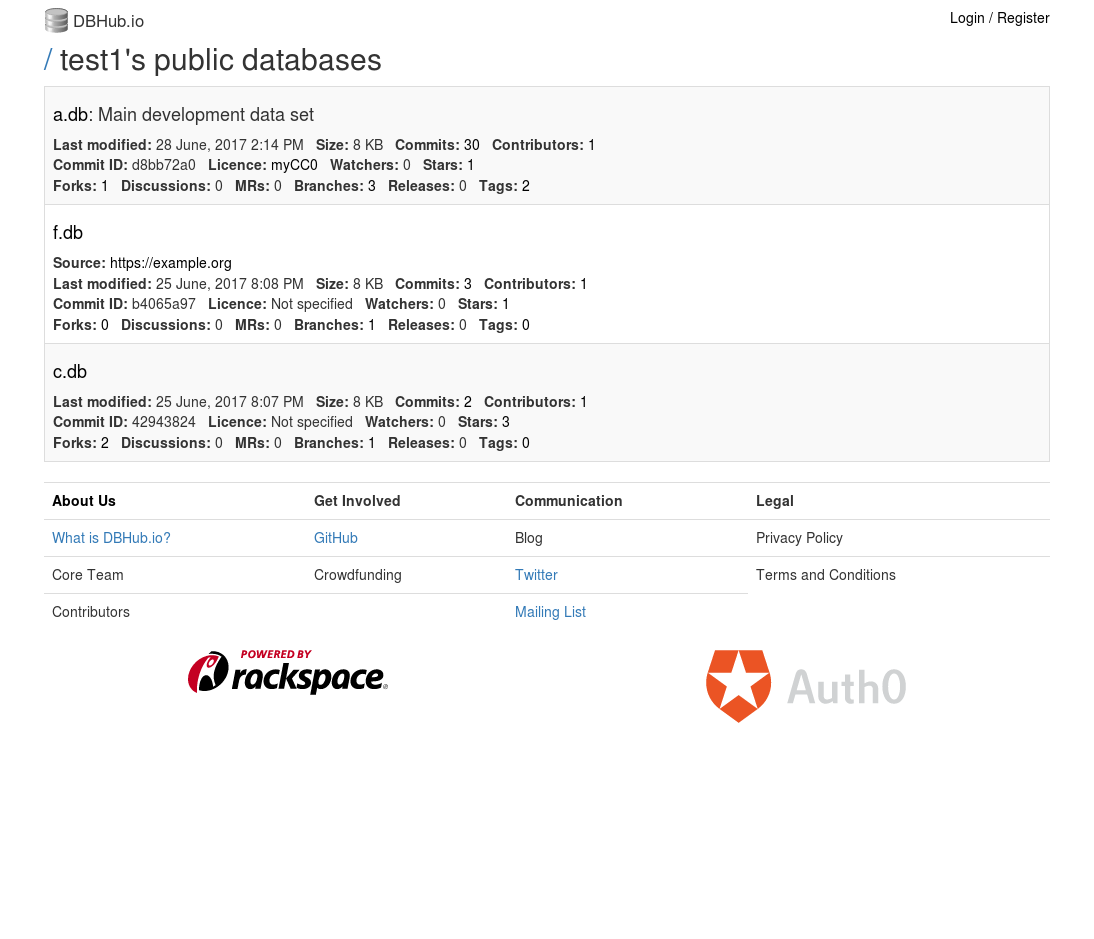 DBHub.io
Login / Register
/ test1's public databases
a.db: Main development data set
Last modified: 28 June, 2017 2:14 PM Size: 8 KB Commits: 30 Contributors: 1
Commit ID: d8bb72a0 Licence: myCC0 Watchers: 0 Stars: 1
Forks: 1 Discussions: 0 MRs: 0 Branches: 3 Releases: 0 Tags: 2
f.db
Source: https://example.org
Last modified: 25 June, 2017 8:08 PM Size: 8 KB Commits: 3 Contributors: 1
Commit ID: b4065a97 Licence: Not specified Watchers: 0 Stars: 1
Forks: 0 Discussions: 0 MRs: 0 Branches: 1 Releases: 0 Tags: 0
c.db
Last modified: 25 June, 2017 8:07 PM Size: 8 KB Commits: 2 Contributors: 1
Commit ID: 42943824 Licence: Not specified Watchers: 0 Stars: 3
Forks: 2 Discussions: 0 MRs: 0 Branches: 1 Releases: 0 Tags: 0
About Us Get Involved Communication Legal
What is DBHub.io? GitHub Blog Privacy Policy
Core Team Crowdfunding Twitter Terms and Conditions
Contributors Mailing List
POWERED BY
rackspace®
Auth0